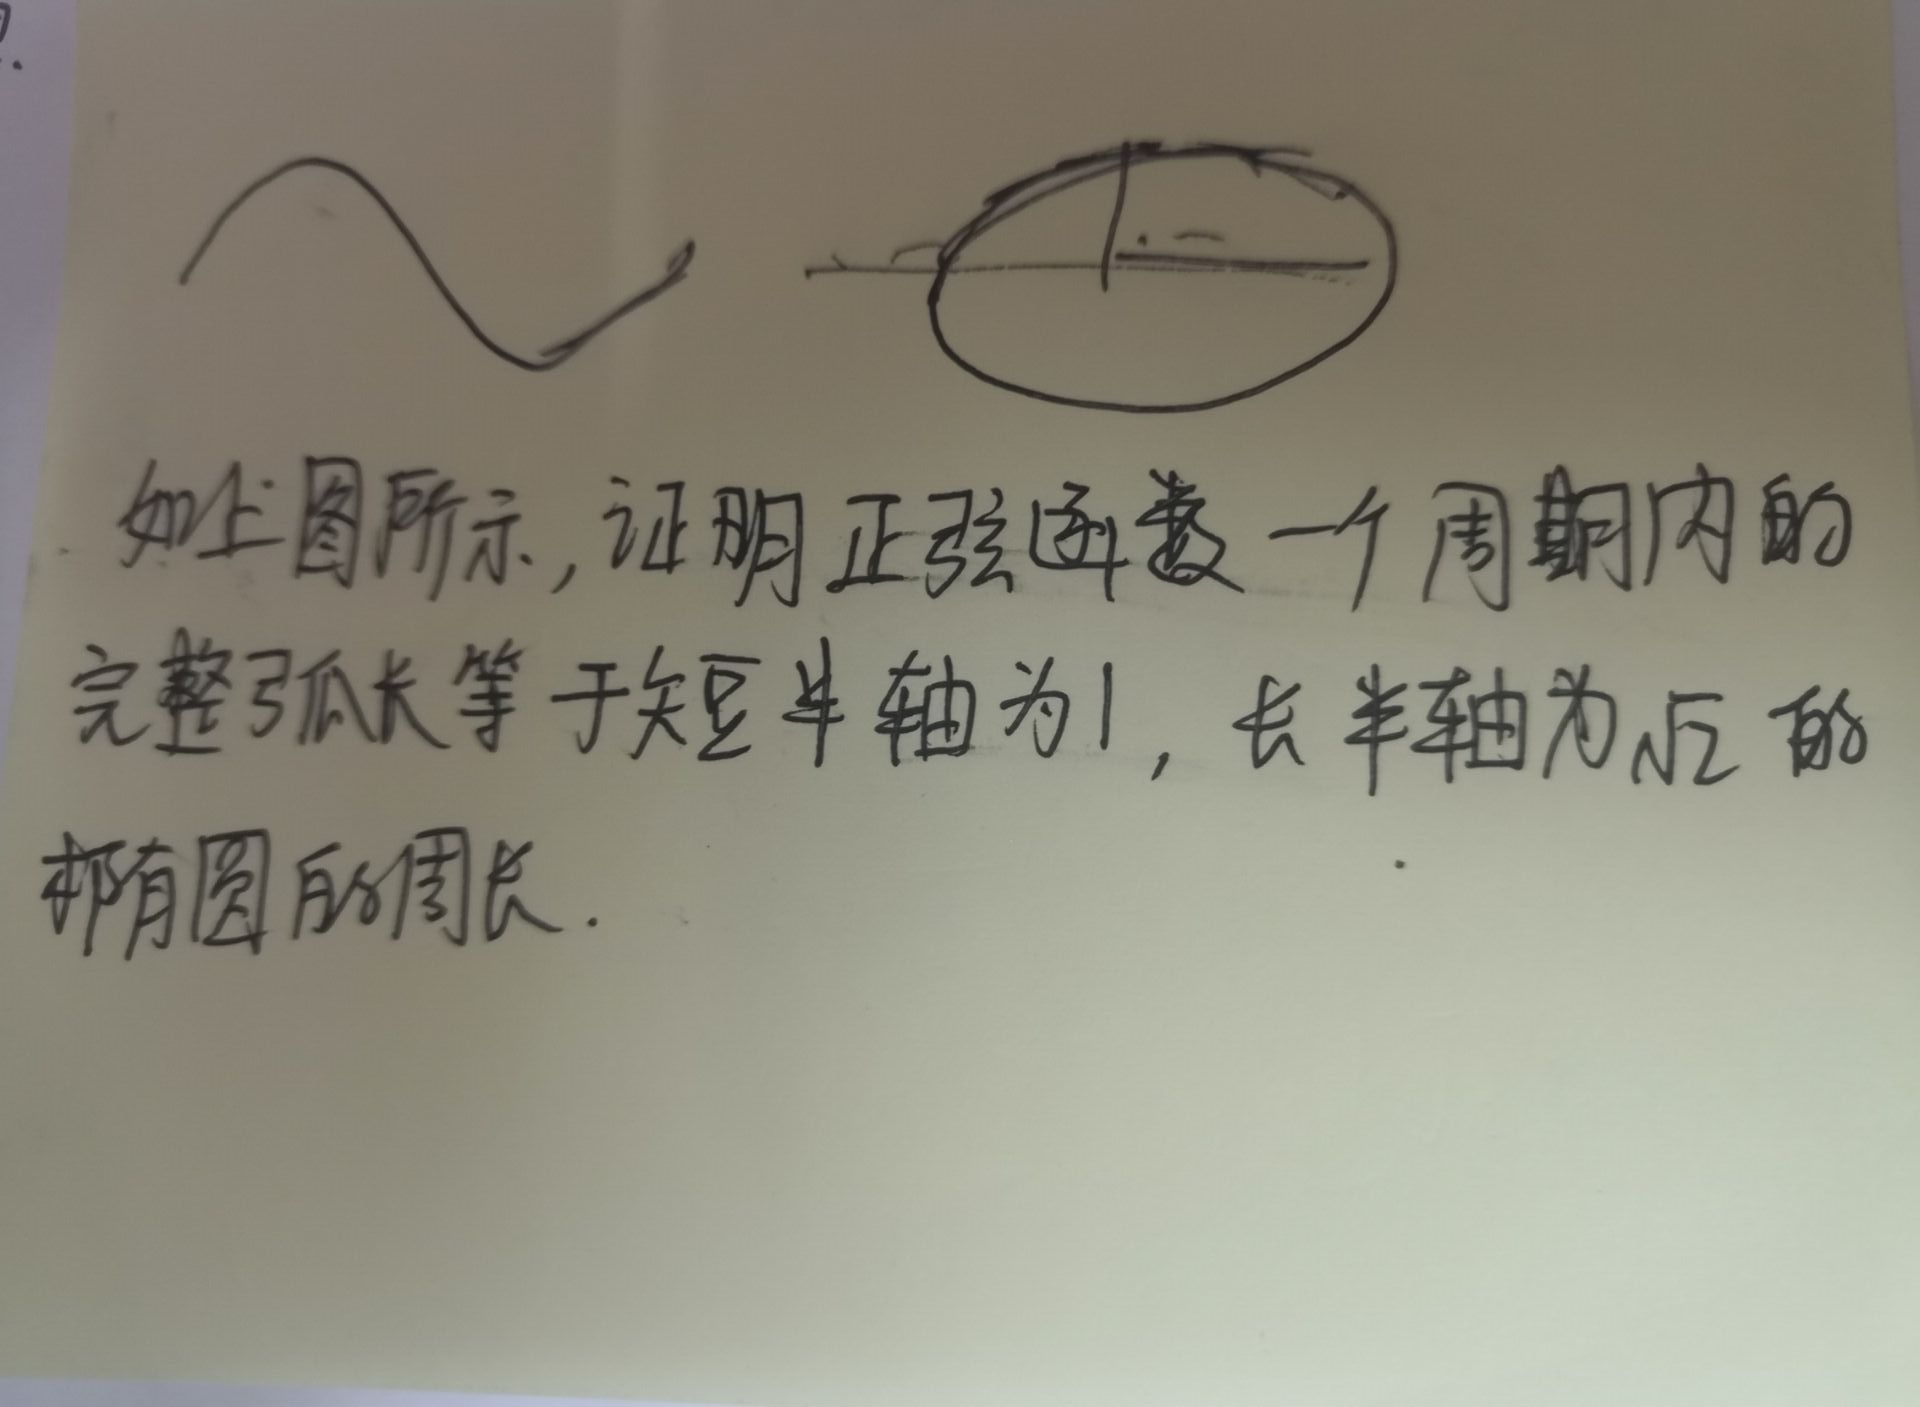 如上图所示,证明正弦函数一个周期内的
完整弧长等于短半轴为1,长半轴为√2的
椭圆的周长.